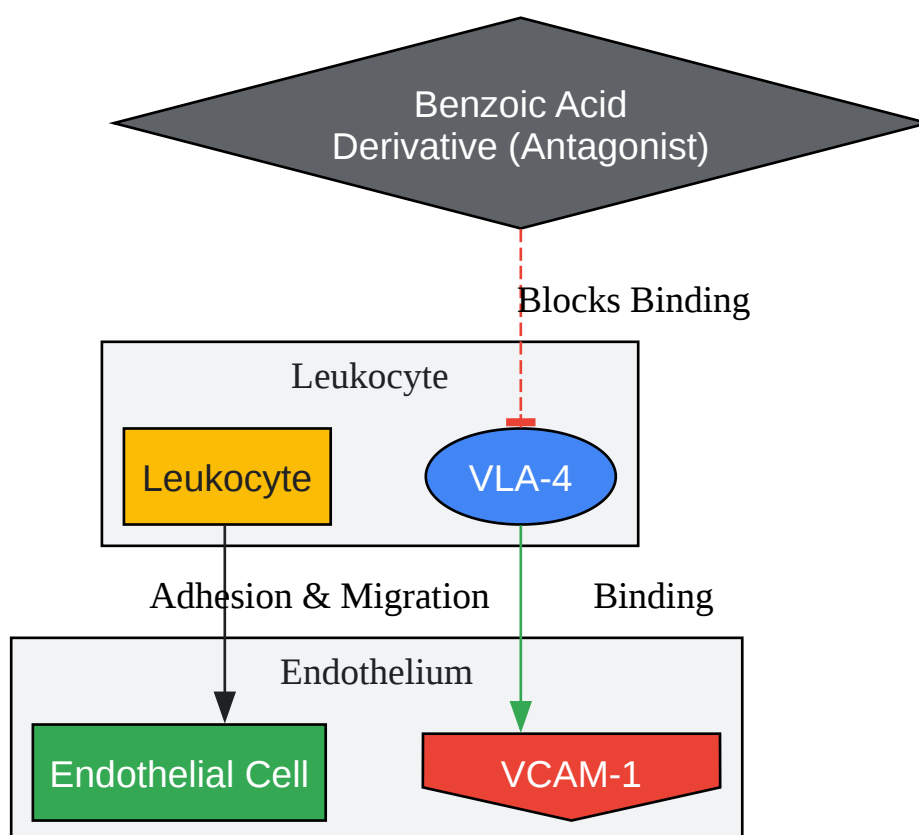 Benzoic Acid
Derivative (Antagonist)
Blocks Binding
Leukocyte
Leukocyte
VLA-4
Adhesion & Migration
Binding
Endothelium
Endothelial Cell
VCAM-1